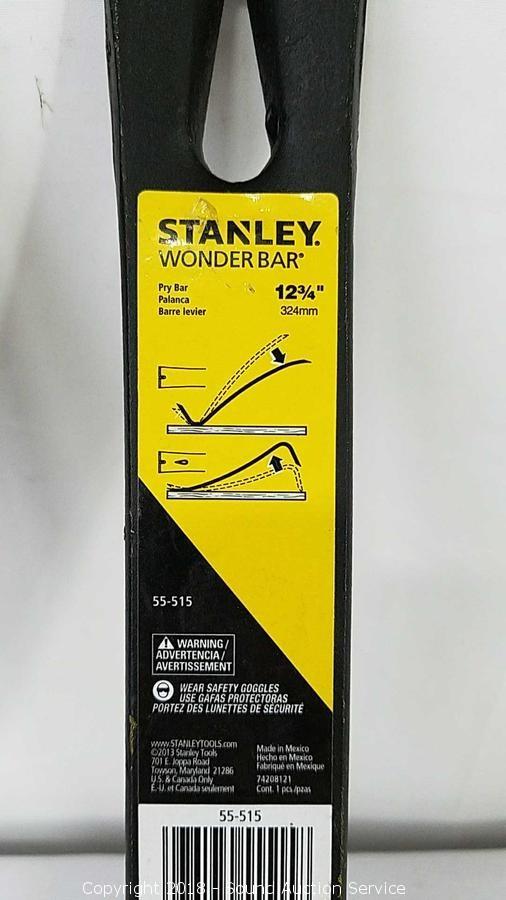 STANLEY.
WONDER BAR®
Pry Bar
Palanca
Barre levier
12¾"
324mm
55-515
WARNING/
ADVERTENCIA/
AVERTISSEMENT
WEAR SAFETY GOGGLES
USE GAFAS PROTECTORAS
PORTEZ DES LUNETTES DE SÉCURITÉ
www.STANLEYTOOLS.com
©2013 Stanley Tools
701 E. Joppa Road
Towson, Maryland 21286
U.S. & Canada Only
É.-U. et Canada seulement
Made in Mexico
Hecho en Mexico
Fabriqué en Mexique
74208121
Cont. 1 pcs./pzas
55-515
Copyright 2018 - Sound Auction Service